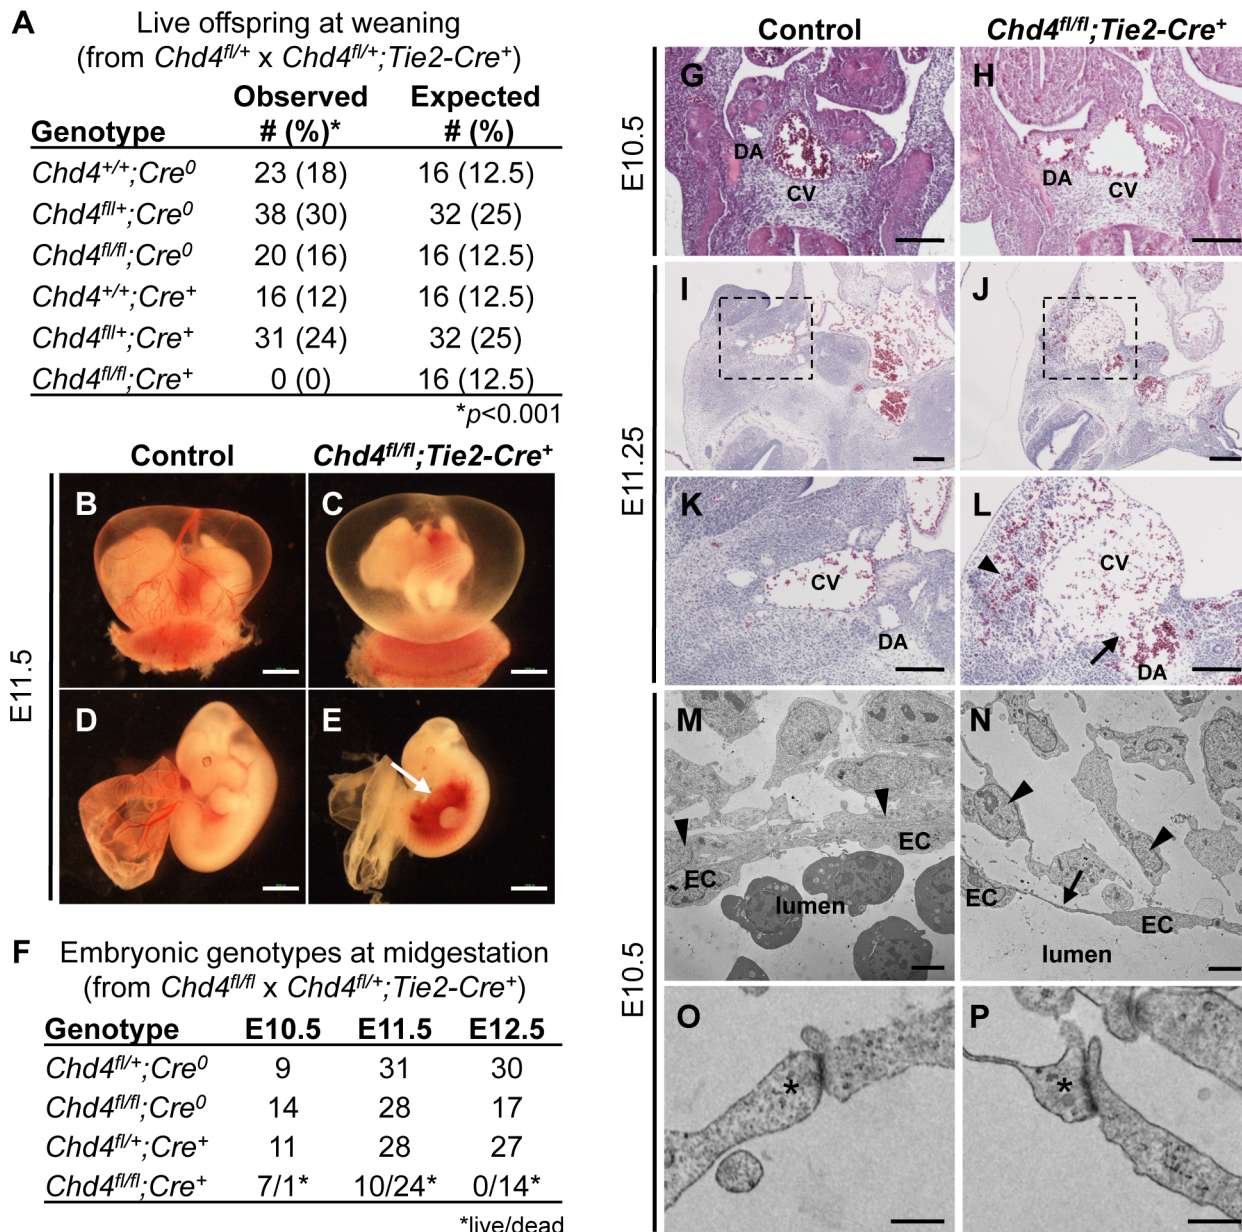 A Live offspring at weaning
(from Chd4fl/+ x Chd4fl/+;Tie2-Cre+)
Observed Expected
Genotype # (%)* # (%)
Chd4+/+;Cre0 23 (18) 16 (12.5)
Chd4fl/+;Cre0 38 (30) 32 (25)
Chd4fl/fl;Cre0 20 (16) 16 (12.5)
Chd4+/+;Cre+ 16 (12) 16 (12.5)
Chd4fl/+;Cre+ 31 (24) 32 (25)
Chd4fl/fl;Cre+ 0 (0) 16 (12.5)
*p<0.001
Control Chd4fl/fl;Tie2-Cre+
E11.5
B C
D E
F Embryonic genotypes at midgestation
(from Chd4fl/fl x Chd4fl/+;Tie2-Cre+)
Genotype E10.5 E11.5 E12.5
Chd4fl/+;Cre0 9 31 30
Chd4fl/fl;Cre0 14 28 17
Chd4fl/+;Cre+ 11 28 27
Chd4fl/fl;Cre+ 7/1* 10/24* 0/14*
*live/dead
Control Chd4fl/fl;Tie2-Cre+
E10.5
G DA CV
H DA CV
E11.25
I J
K CV DA
L CV DA
E10.5
M EC EC lumen
N EC EC lumen
O *
P *